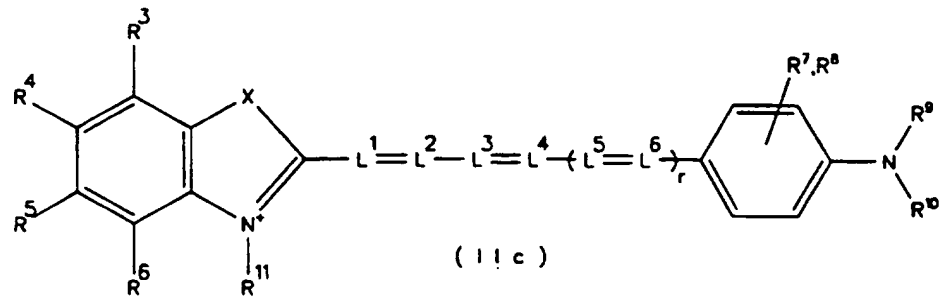 R³
R⁷,R⁸
R⁴ X R⁹
L¹=L²—L³=L⁴—(L⁵=L⁶)r N
R⁵ N⁺ R¹⁰
R⁶ R¹¹
(IIc)